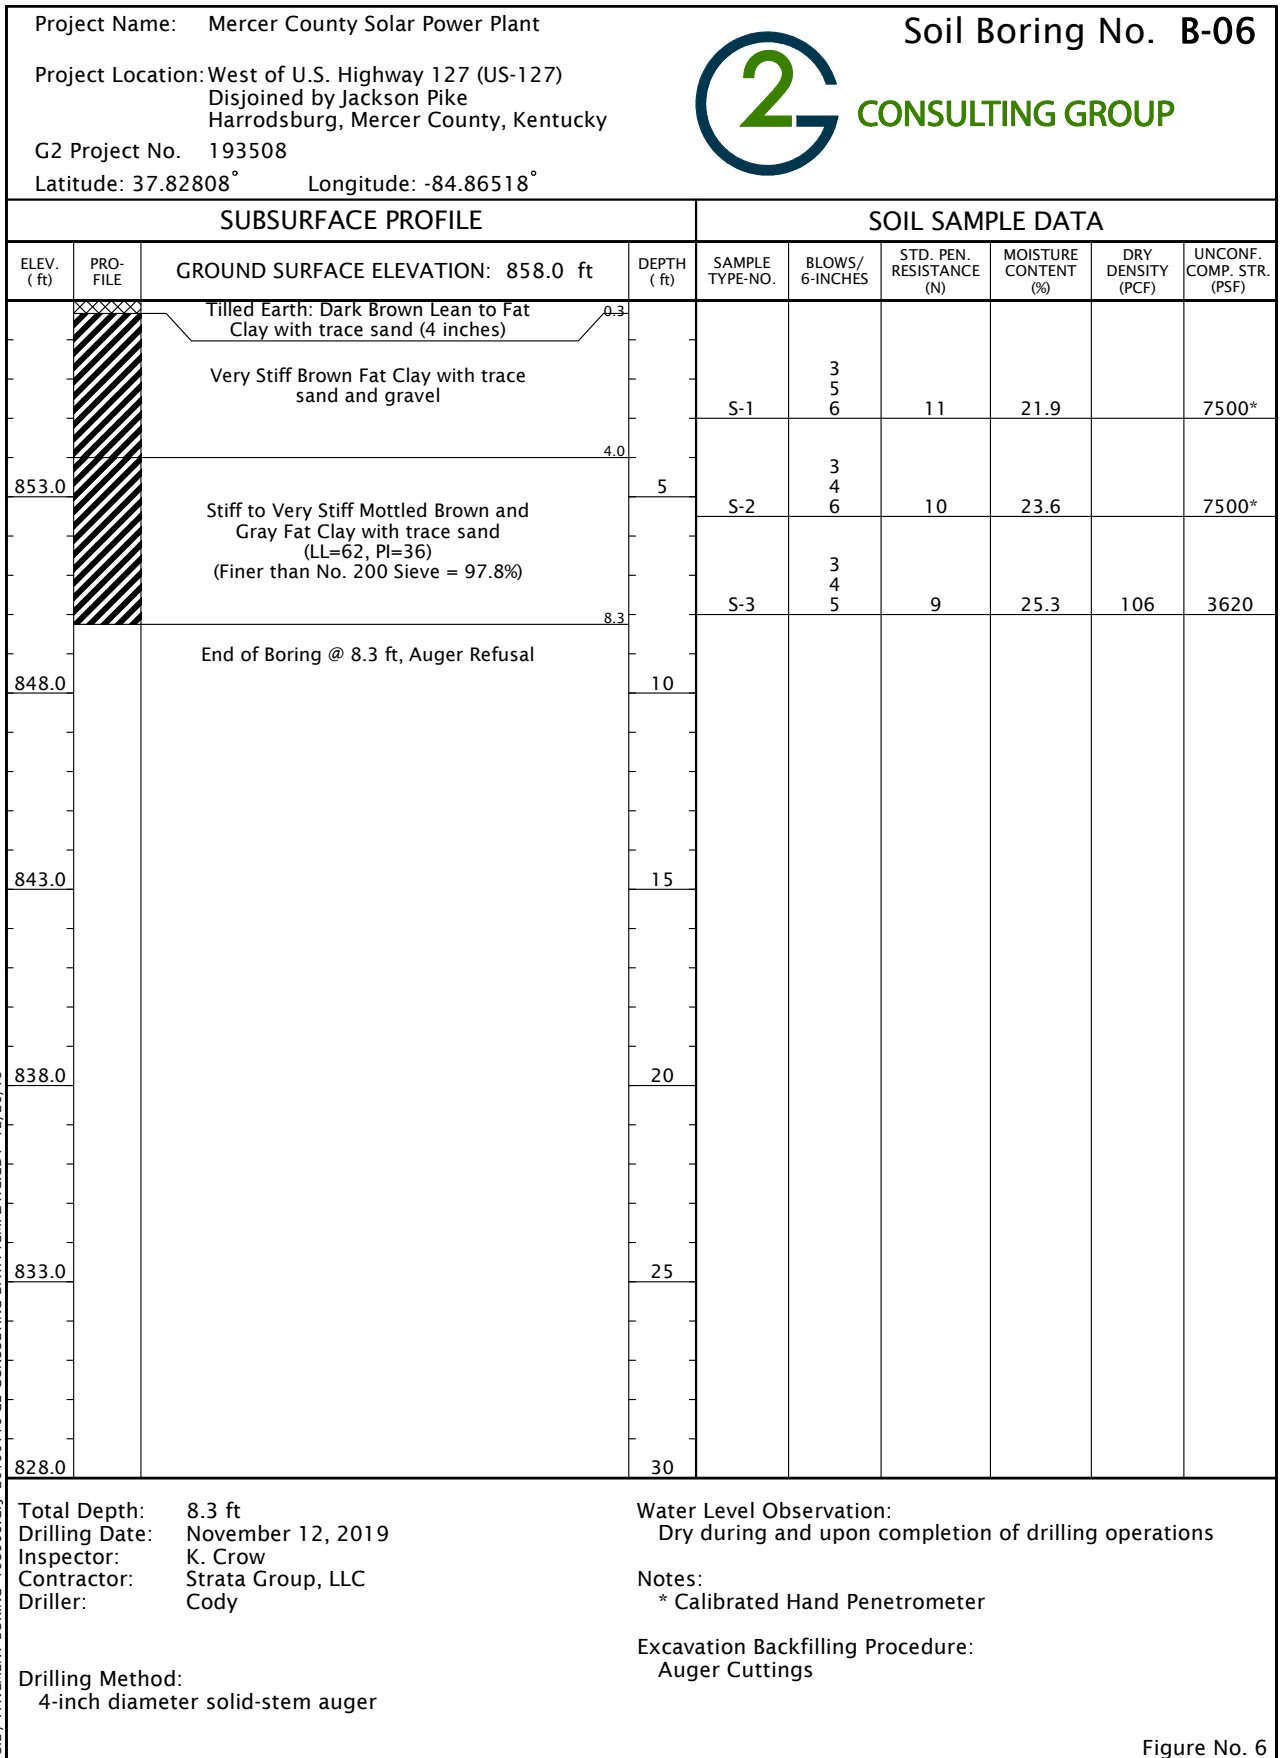 Project Name: Mercer County Solar Power Plant
Project Location: West of U.S. Highway 127 (US-127)
Disjoined by Jackson Pike
Harrodsburg, Mercer County, Kentucky
G2 Project No. 193508
Latitude: 37.82808° Longitude: -84.86518°
G2 CONSULTING GROUP
Soil Boring No. B-06
SUBSURFACE PROFILE
SOIL SAMPLE DATA
ELEV. (ft)
PRO-FILE
GROUND SURFACE ELEVATION: 858.0 ft
DEPTH (ft)
SAMPLE TYPE-NO.
BLOWS/ 6-INCHES
STD. PEN. RESISTANCE (N)
MOISTURE CONTENT (%)
DRY DENSITY (PCF)
UNCONF. COMP. STR. (PSF)
Tilled Earth: Dark Brown Lean to Fat 0.3
Clay with trace sand (4 inches)
Very Stiff Brown Fat Clay with trace
sand and gravel
3
5
S-1 6 11 21.9 7500*
4.0
3
4
853.0 5
S-2 6 10 23.6 7500*
Stiff to Very Stiff Mottled Brown and
Gray Fat Clay with trace sand
(LL=62, PI=36)
(Finer than No. 200 Sieve = 97.8%)
3
4
S-3 5 9 25.3 106 3620
8.3
End of Boring @ 8.3 ft, Auger Refusal
848.0 10
843.0 15
838.0 20
833.0 25
828.0 30
Total Depth: 8.3 ft
Drilling Date: November 12, 2019
Inspector: K. Crow
Contractor: Strata Group, LLC
Driller: Cody
Drilling Method:
4-inch diameter solid-stem auger
Water Level Observation:
Dry during and upon completion of drilling operations
Notes:
* Calibrated Hand Penetrometer
Excavation Backfilling Procedure:
Auger Cuttings
Figure No. 6